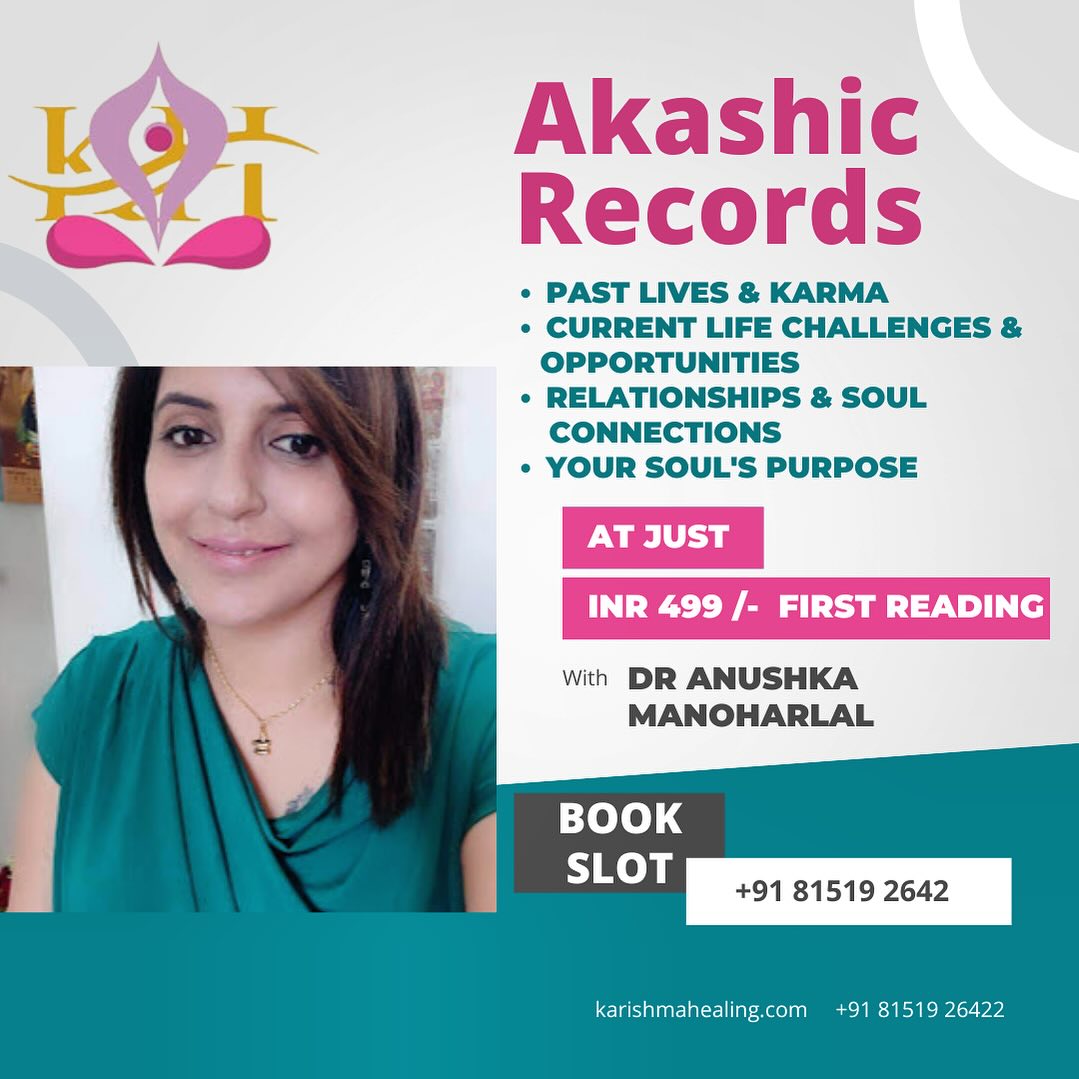 KHI
Akashic
Records
• PAST LIVES & KARMA
• CURRENT LIFE CHALLENGES &
OPPORTUNITIES
• RELATIONSHIPS & SOUL
CONNECTIONS
• YOUR SOUL'S PURPOSE
AT JUST
INR 499 /- FIRST READING
With DR ANUSHKA
MANOHARLAL
BOOK
SLOT
+91 81519 2642
karishmahealing.com +91 81519 26422